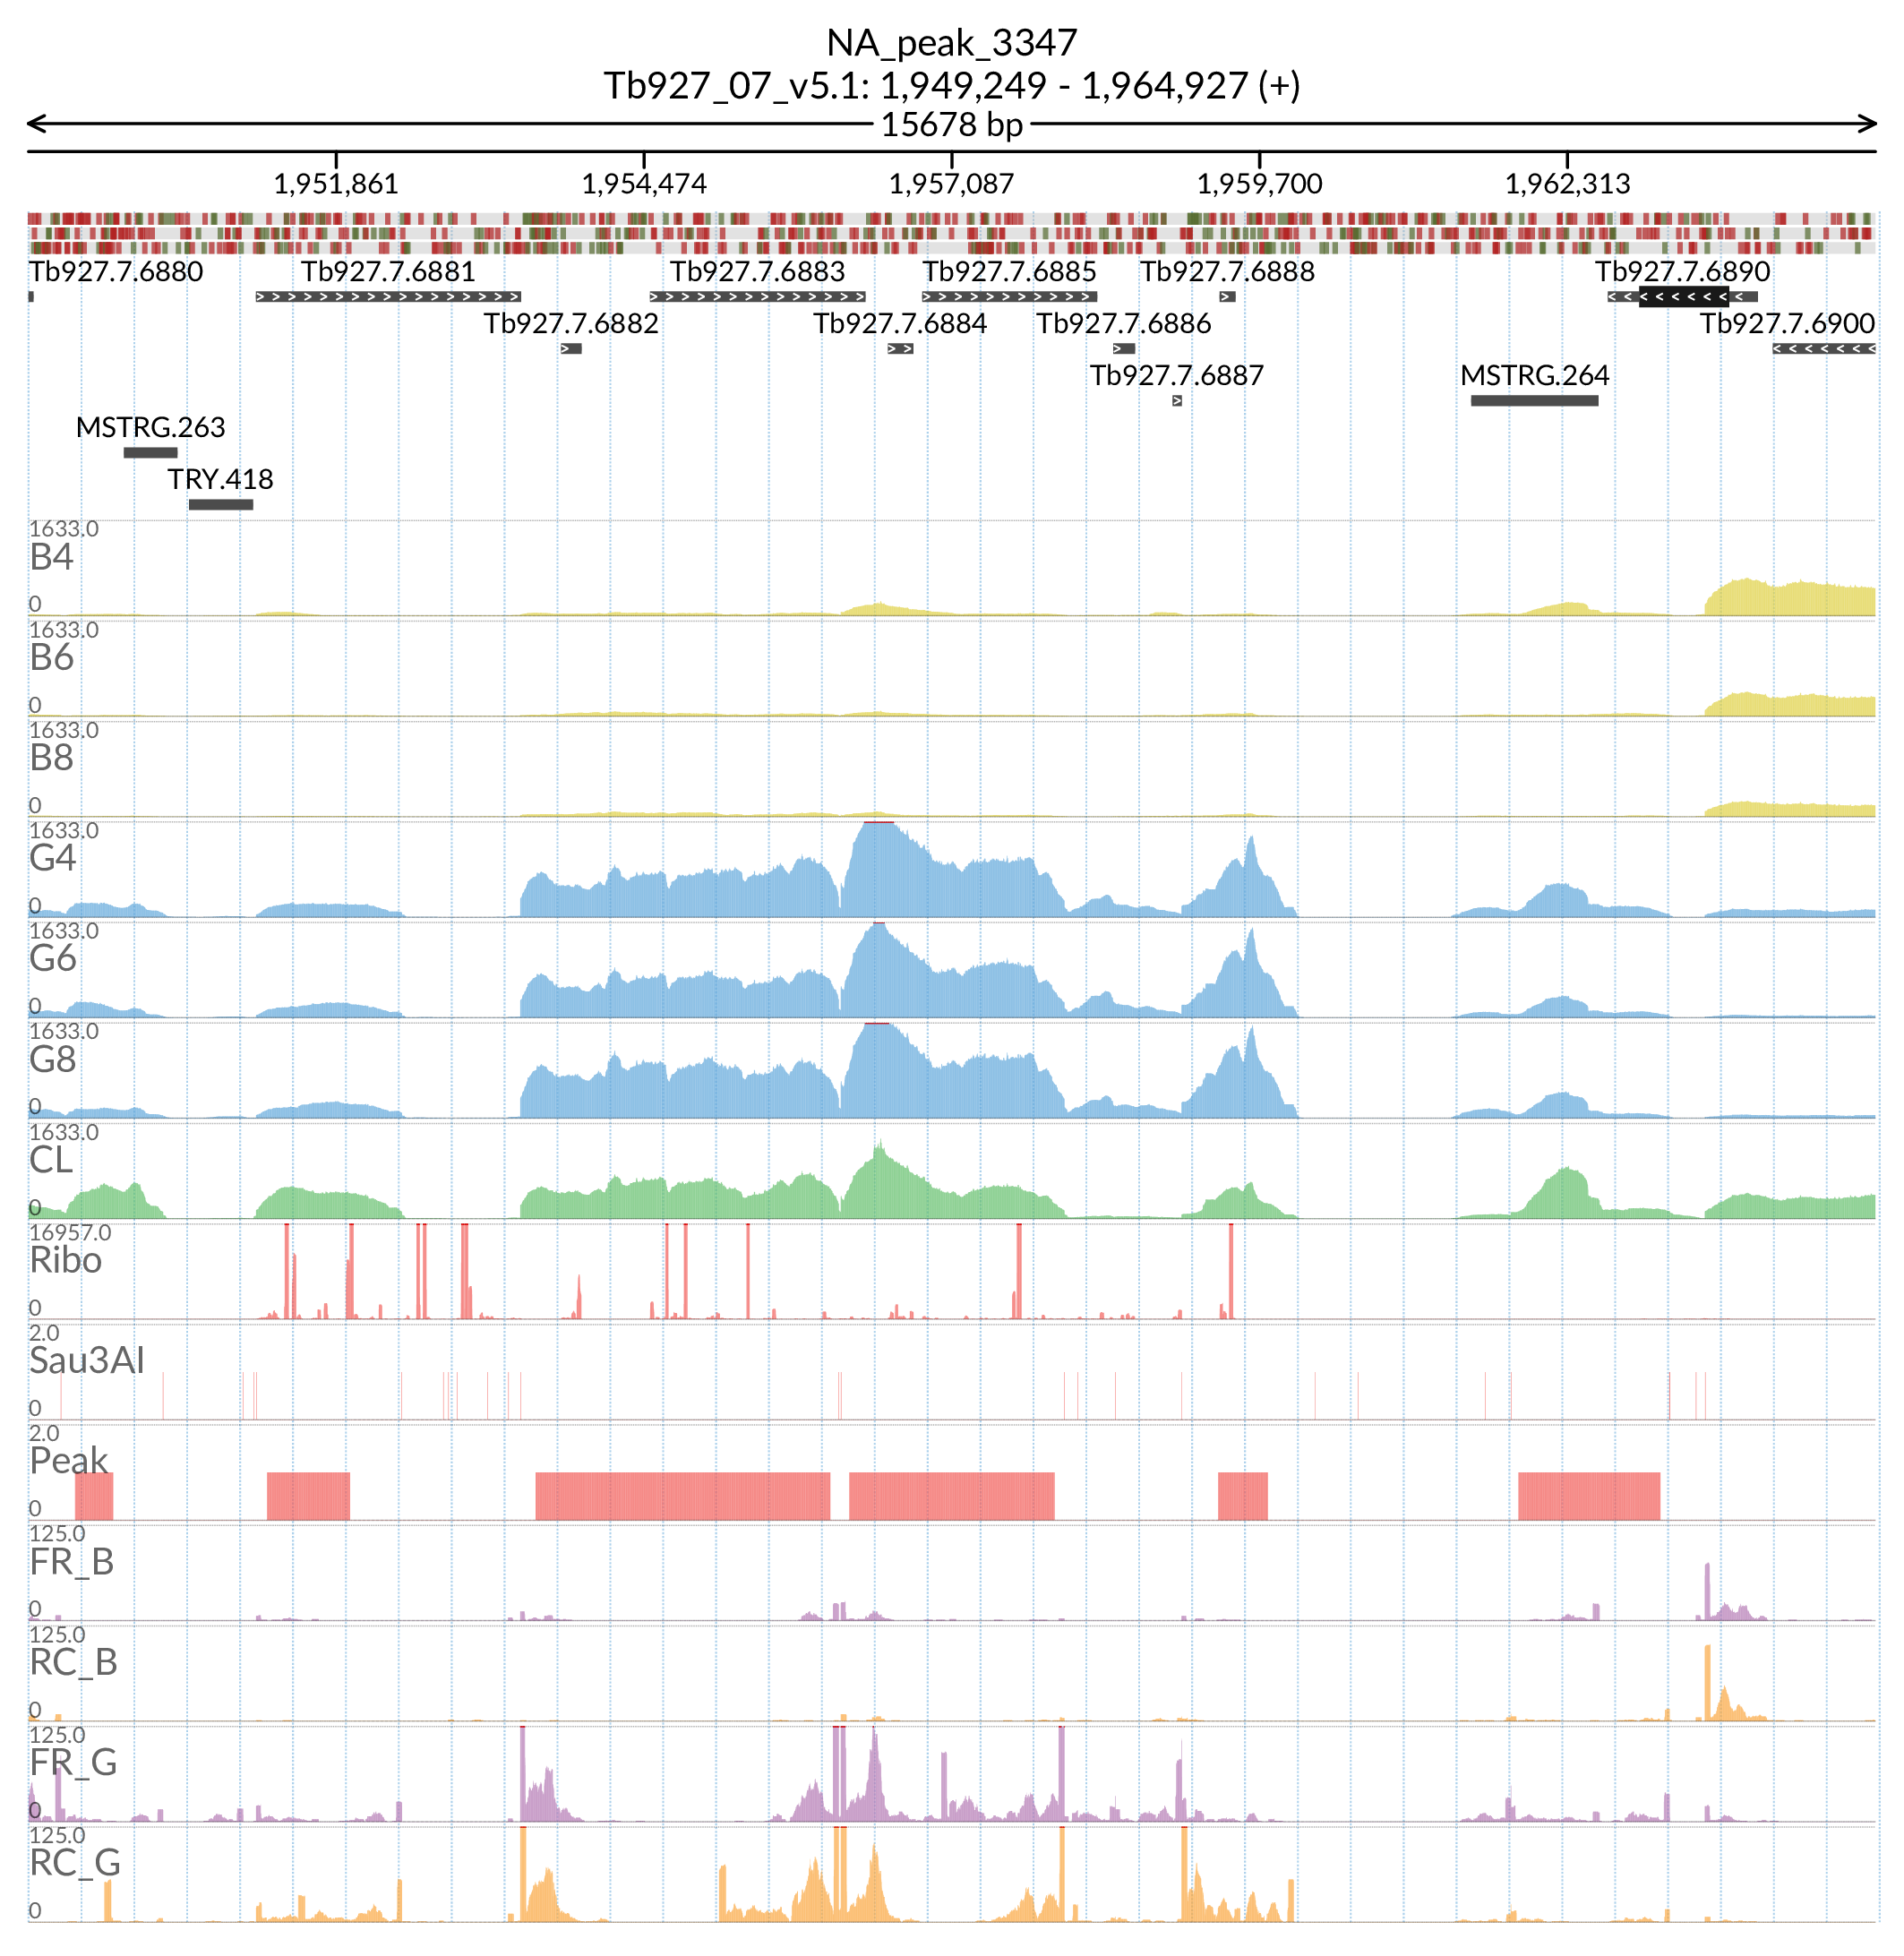 NA_peak_3347
Tb927_07_v5.1: 1,949,249 - 1,964,927 (+)
15678 bp
1,951,861 1,954,474 1,957,087 1,959,700 1,962,313
Tb927.7.6880 Tb927.7.6881 Tb927.7.6883 Tb927.7.6885 Tb927.7.6888 Tb927.7.6890
Tb927.7.6882 Tb927.7.6884 Tb927.7.6886 Tb927.7.6900
Tb927.7.6887 MSTRG.264
MSTRG.263
TRY.418
1633.0
B4
0
1633.0
B6
0
1633.0
B8
0
1633.0
G4
0
1633.0
G6
0
1633.0
G8
0
1633.0
CL
0
16957.0
Ribo
0
2.0
Sau3AI
0
2.0
Peak
0
125.0
FR_B
0
125.0
RC_B
0
125.0
FR_G
0
125.0
RC_G
0